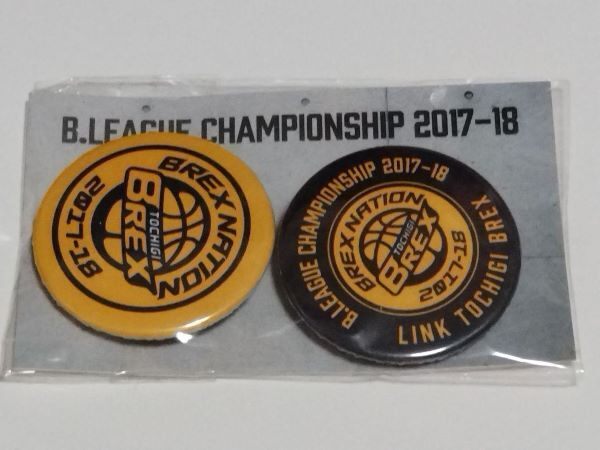 B.LEAGUE CHAMPIONSHIP 2017-18
BREX NATION
2017-18
TOCHIGI
BREX
B.LEAGUE CHAMPIONSHIP 2017-18
BREX NATION
2017-18
TOCHIGI
BREX
LINK TOCHIGI BREX